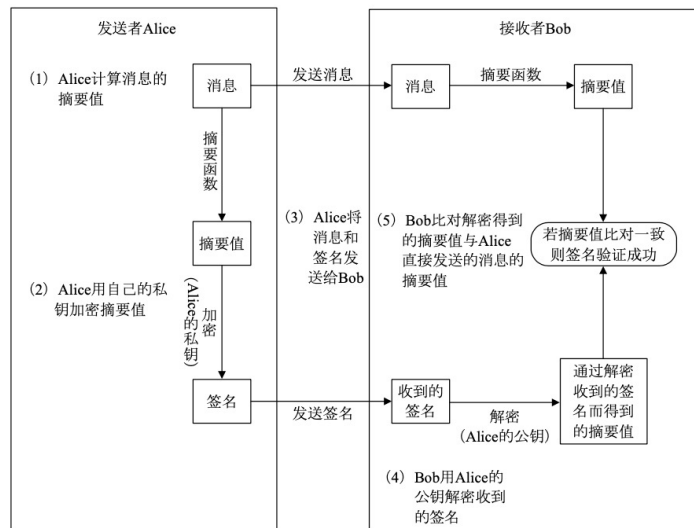 发送者Alice
接收者Bob
（1）Alice计算消息的
摘要值
消息
发送消息
消息
摘要函数
摘要值
摘要函数
（3）Alice将
消息和
签名发
送给Bob
（5）Bob比对解密得到
的摘要值与Alice
直接发送的消息的
摘要值
若摘要值比对一致
则签名验证成功
摘要值
（2）Alice用自己的私
钥加密摘要值
加密
(Alice的私钥)
签名
发送签名
收到的
签名
解密
(Alice的公钥)
通过解密
收到的签
名而得到
的摘要值
（4）Bob用Alice的
公钥解密收到
的签名